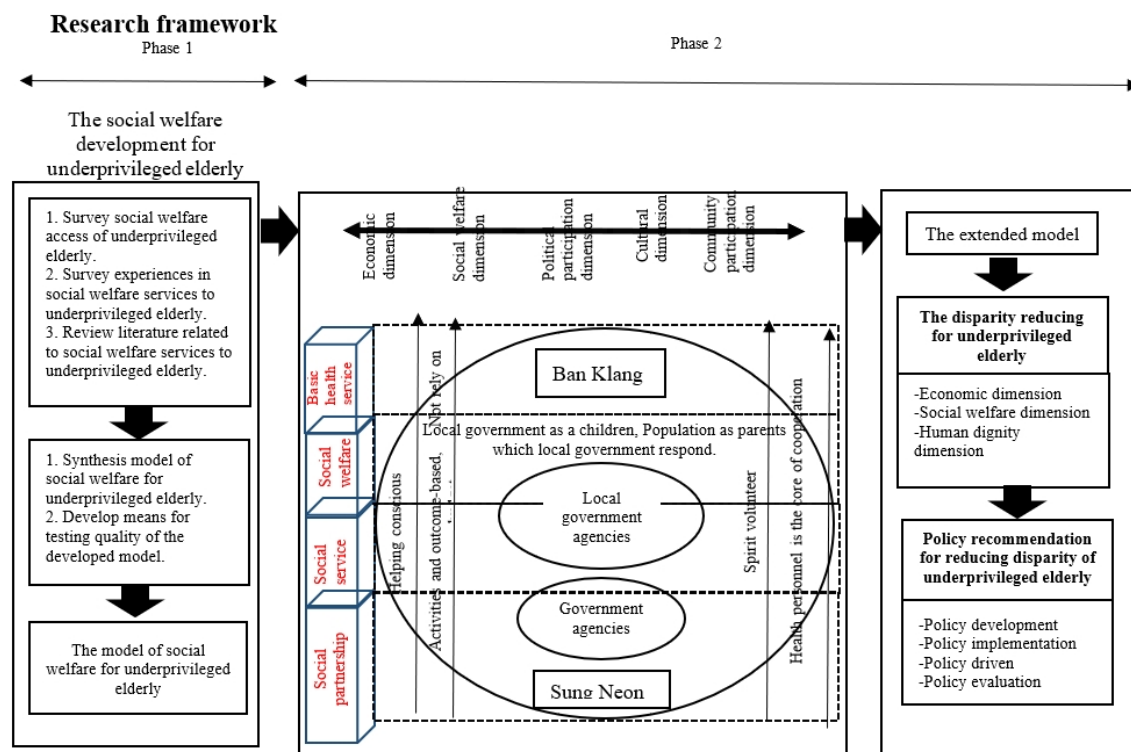 Research framework
Phase 1
Phase 2
The social welfare
development for
underprivileged elderly
1. Survey social welfare
access of underprivileged
elderly.
2. Survey experiences in
social welfare services to
underprivileged elderly.
3. Review literature related
to social welfare services to
underprivileged elderly.
1. Synthesis model of
social welfare for
underprivileged elderly.
2. Develop means for
testing quality of the
developed model.
The model of social
welfare for underprivileged
elderly
Economic
dimension
Social welfare
dimension
Political
participation
dimension
Cultural
dimension
Community
participation
dimension
Basic
health
service
Social
welfare
Social
service
Social
partnership
Helping conscious
Activities and outcome-based, Not rely on
Spirit volunteer
Health personnel is the core of cooperation
Ban Klang
Local government as a children, Population as parents
which local government respond.
Local
government
agencies
Government
agencies
Sung Neon
The extended model
The disparity reducing
for underprivileged
elderly
-Economic dimension
-Social welfare dimension
-Human dignity
dimension
Policy recommendation
for reducing disparity of
underprivileged elderly
-Policy development
-Policy implementation
-Policy driven
-Policy evaluation